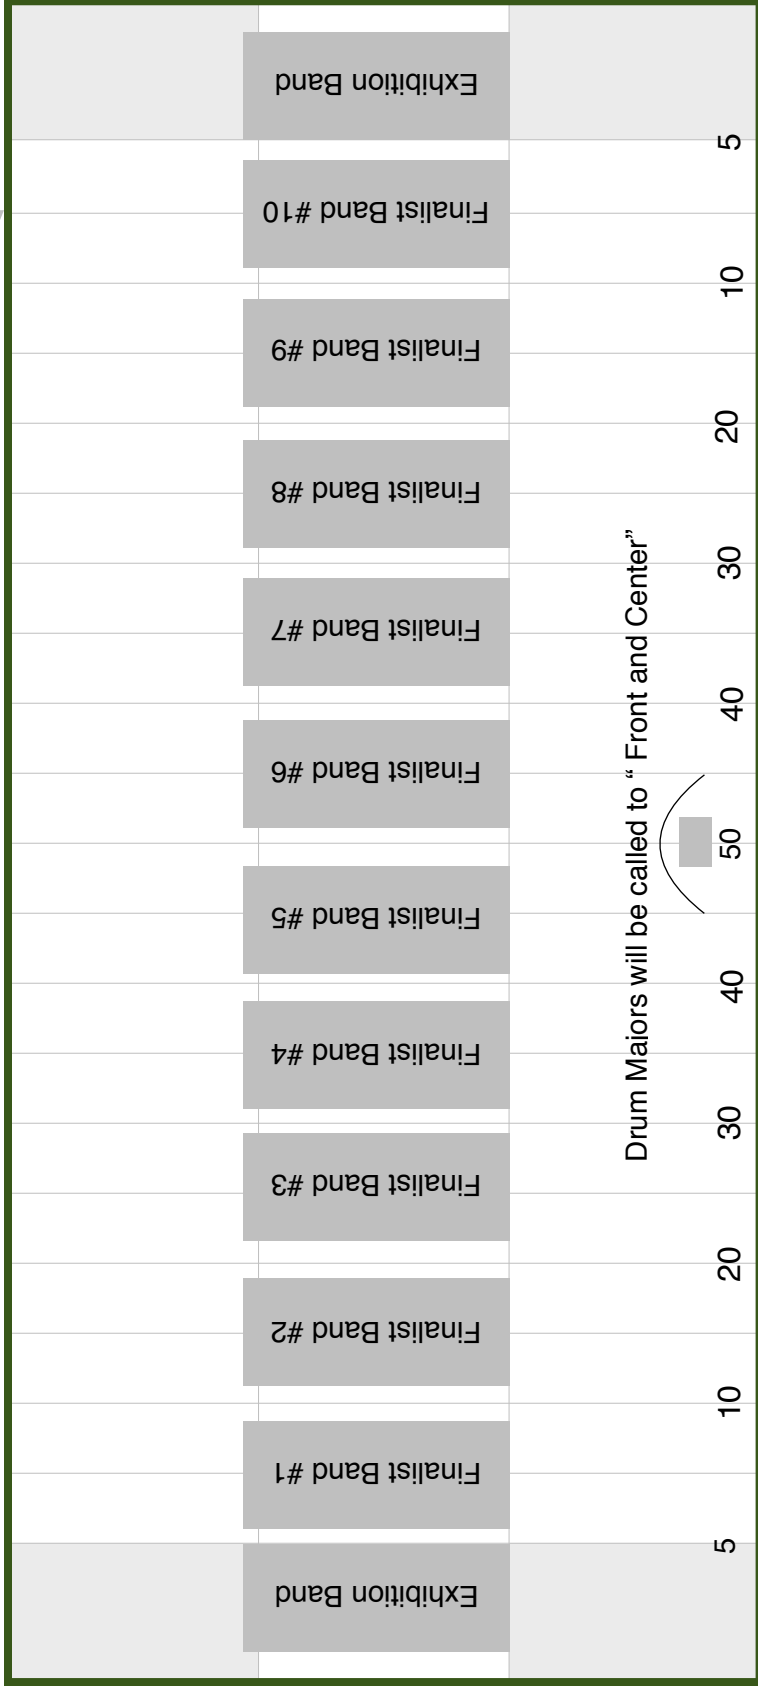 Exhibition Band
5
Finalist Band #10
10
Finalist Band #9
20
Finalist Band #8
30
Finalist Band #7
40
Finalist Band #6
50
Finalist Band #5
40
Finalist Band #4
30
Finalist Band #3
20
Finalist Band #2
10
Finalist Band #1
5
Exhibition Band
Drum Maiors will be called to “ Front and Center”